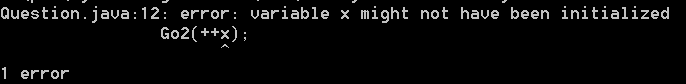 Question.java:12: error: variable x might not have been initialized
Go2(++x);
^
1 error